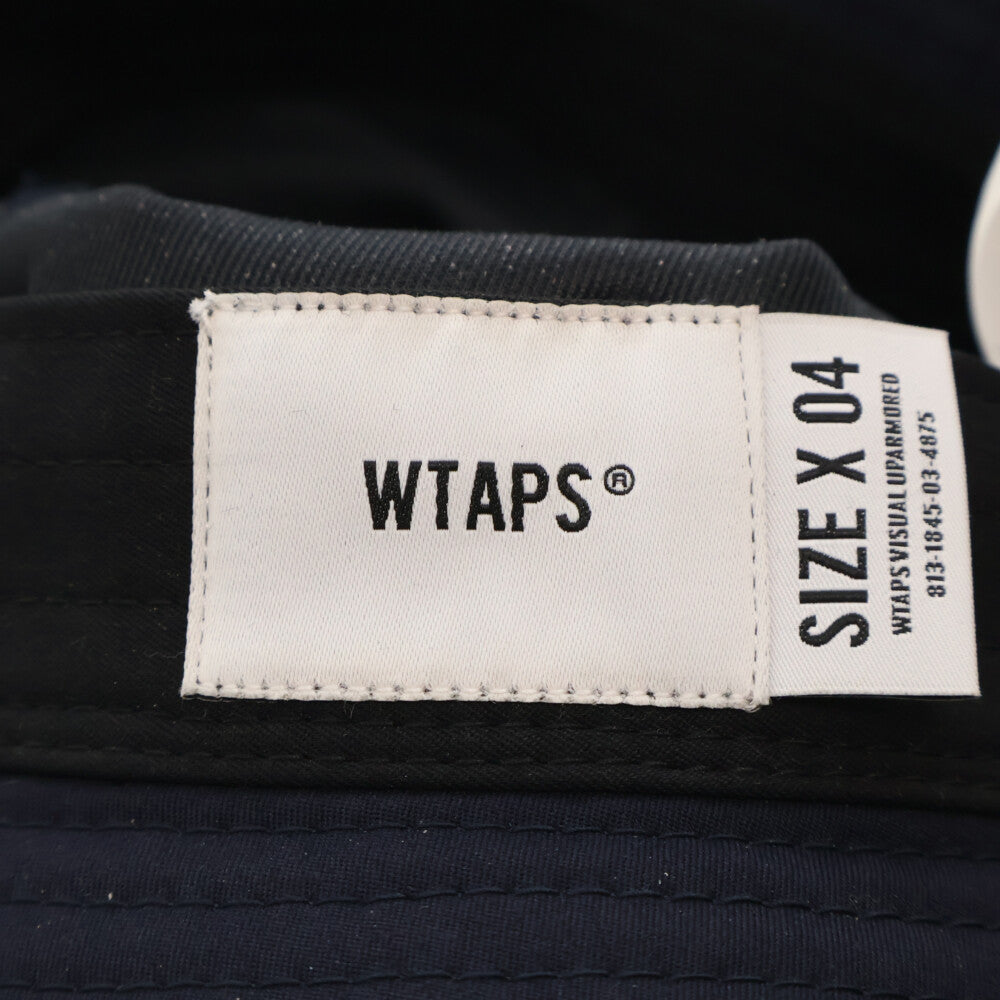 WTAPS®
SIZE X 04
WTAPS VISUAL UPARMORED
813-1845-03-4875